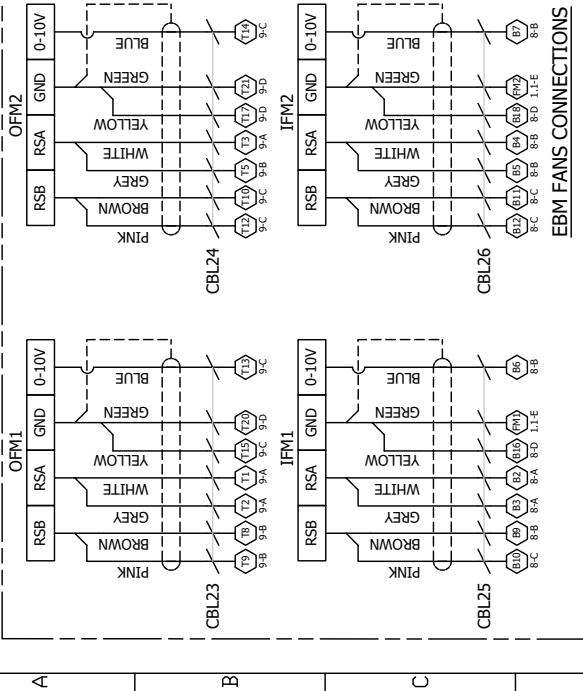 OFM1
RSB RSA GND 0-10V
PINK BROWN GREY WHITE YELLOW GREEN BLUE
CBL23
T9 T8 T2 T1 T15 T20 T13
9-B 9-B 9-A 9-A 9-C 9-D 9-C
OFM2
RSB RSA GND 0-10V
PINK BROWN GREY WHITE YELLOW GREEN BLUE
CBL24
T12 T10 T5 T3 T17 T21 T14
9-C 9-C 9-B 9-A 9-D 9-D 9-C
IFM1
RSB RSA GND 0-10V
PINK BROWN GREY WHITE YELLOW GREEN BLUE
CBL25
B10 B9 B3 B2 B16 FM1 B6
8-C 8-B 8-A 8-A 8-D 1.1-E 8-B
IFM2
RSB RSA GND 0-10V
PINK BROWN GREY WHITE YELLOW GREEN BLUE
CBL26
B12 B11 B5 B4 B18 FM2 B7
8-C 8-C 8-B 8-B 8-D 1.1-E 8-B
EBM FANS CONNECTIONS
A
B
C